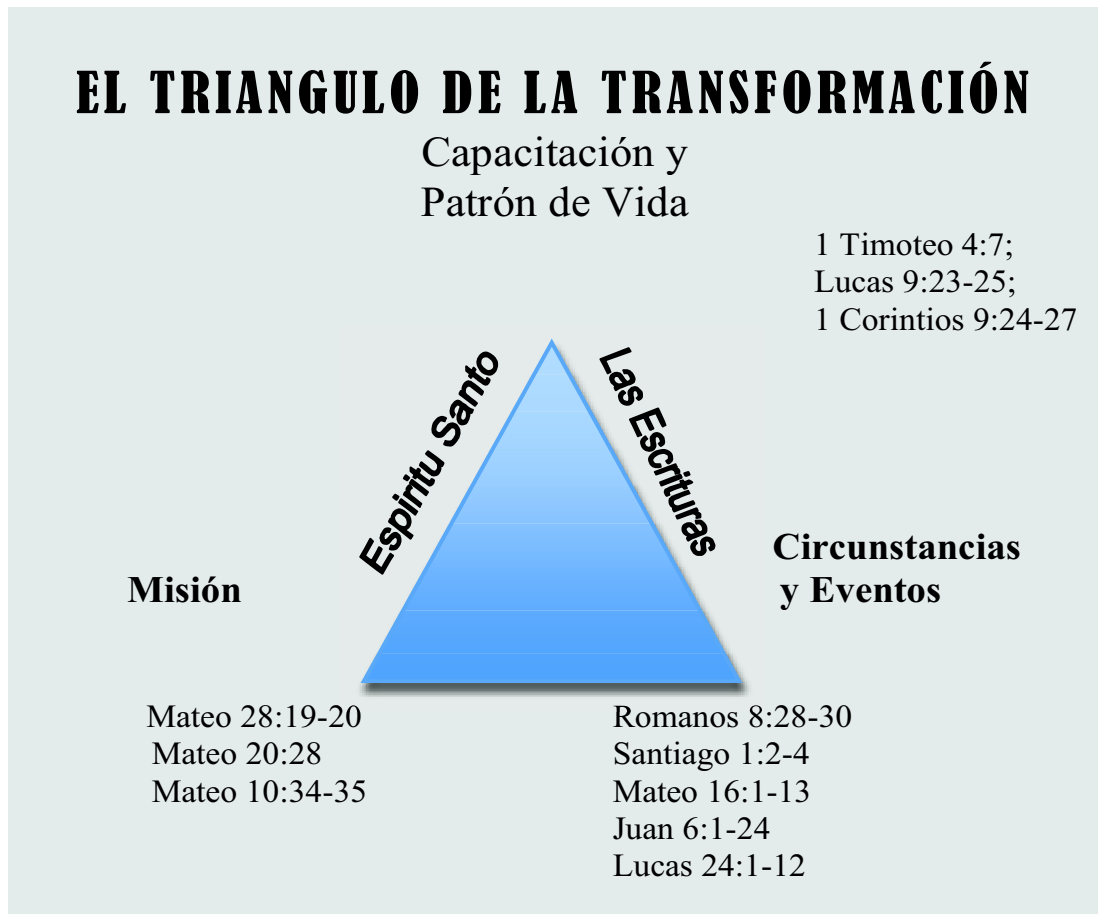 EL TRIANGULO DE LA TRANSFORMACIÓN
Capacitación y
Patrón de Vida
1 Timoteo 4:7;
Lucas 9:23-25;
1 Corintios 9:24-27
Espiritu Santo
Las Escrituras
Misión
Circunstancias
y Eventos
Mateo 28:19-20
Mateo 20:28
Mateo 10:34-35
Romanos 8:28-30
Santiago 1:2-4
Mateo 16:1-13
Juan 6:1-24
Lucas 24:1-12